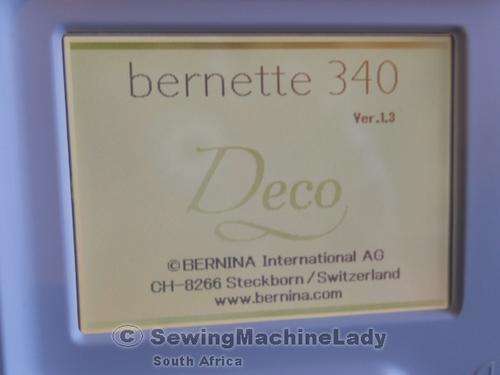 bernette 340
Ver.1.3
Deco
©BERNINA International AG
CH-8266 Steckborn/Switzerland
www.bernina.com
© SewingMachineLady
South Africa